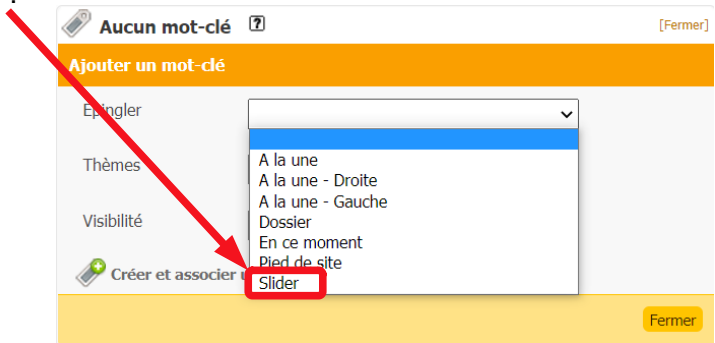 Aucun mot-clé ? [Fermer]
Ajouter un mot-clé
Epingler
A la une
Thèmes
A la une - Droite
A la une - Gauche
Visibilité
Dossier
En ce moment
Pied de site
Créer et associer
Slider
Fermer